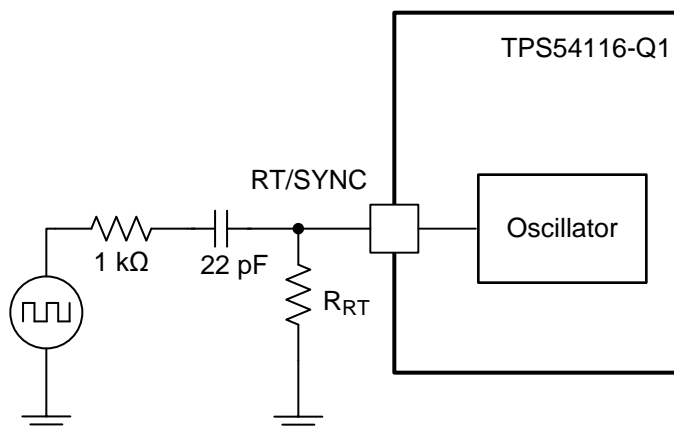 TPS54116-Q1
RT/SYNC
Oscillator
1 kΩ
22 pF
RRT